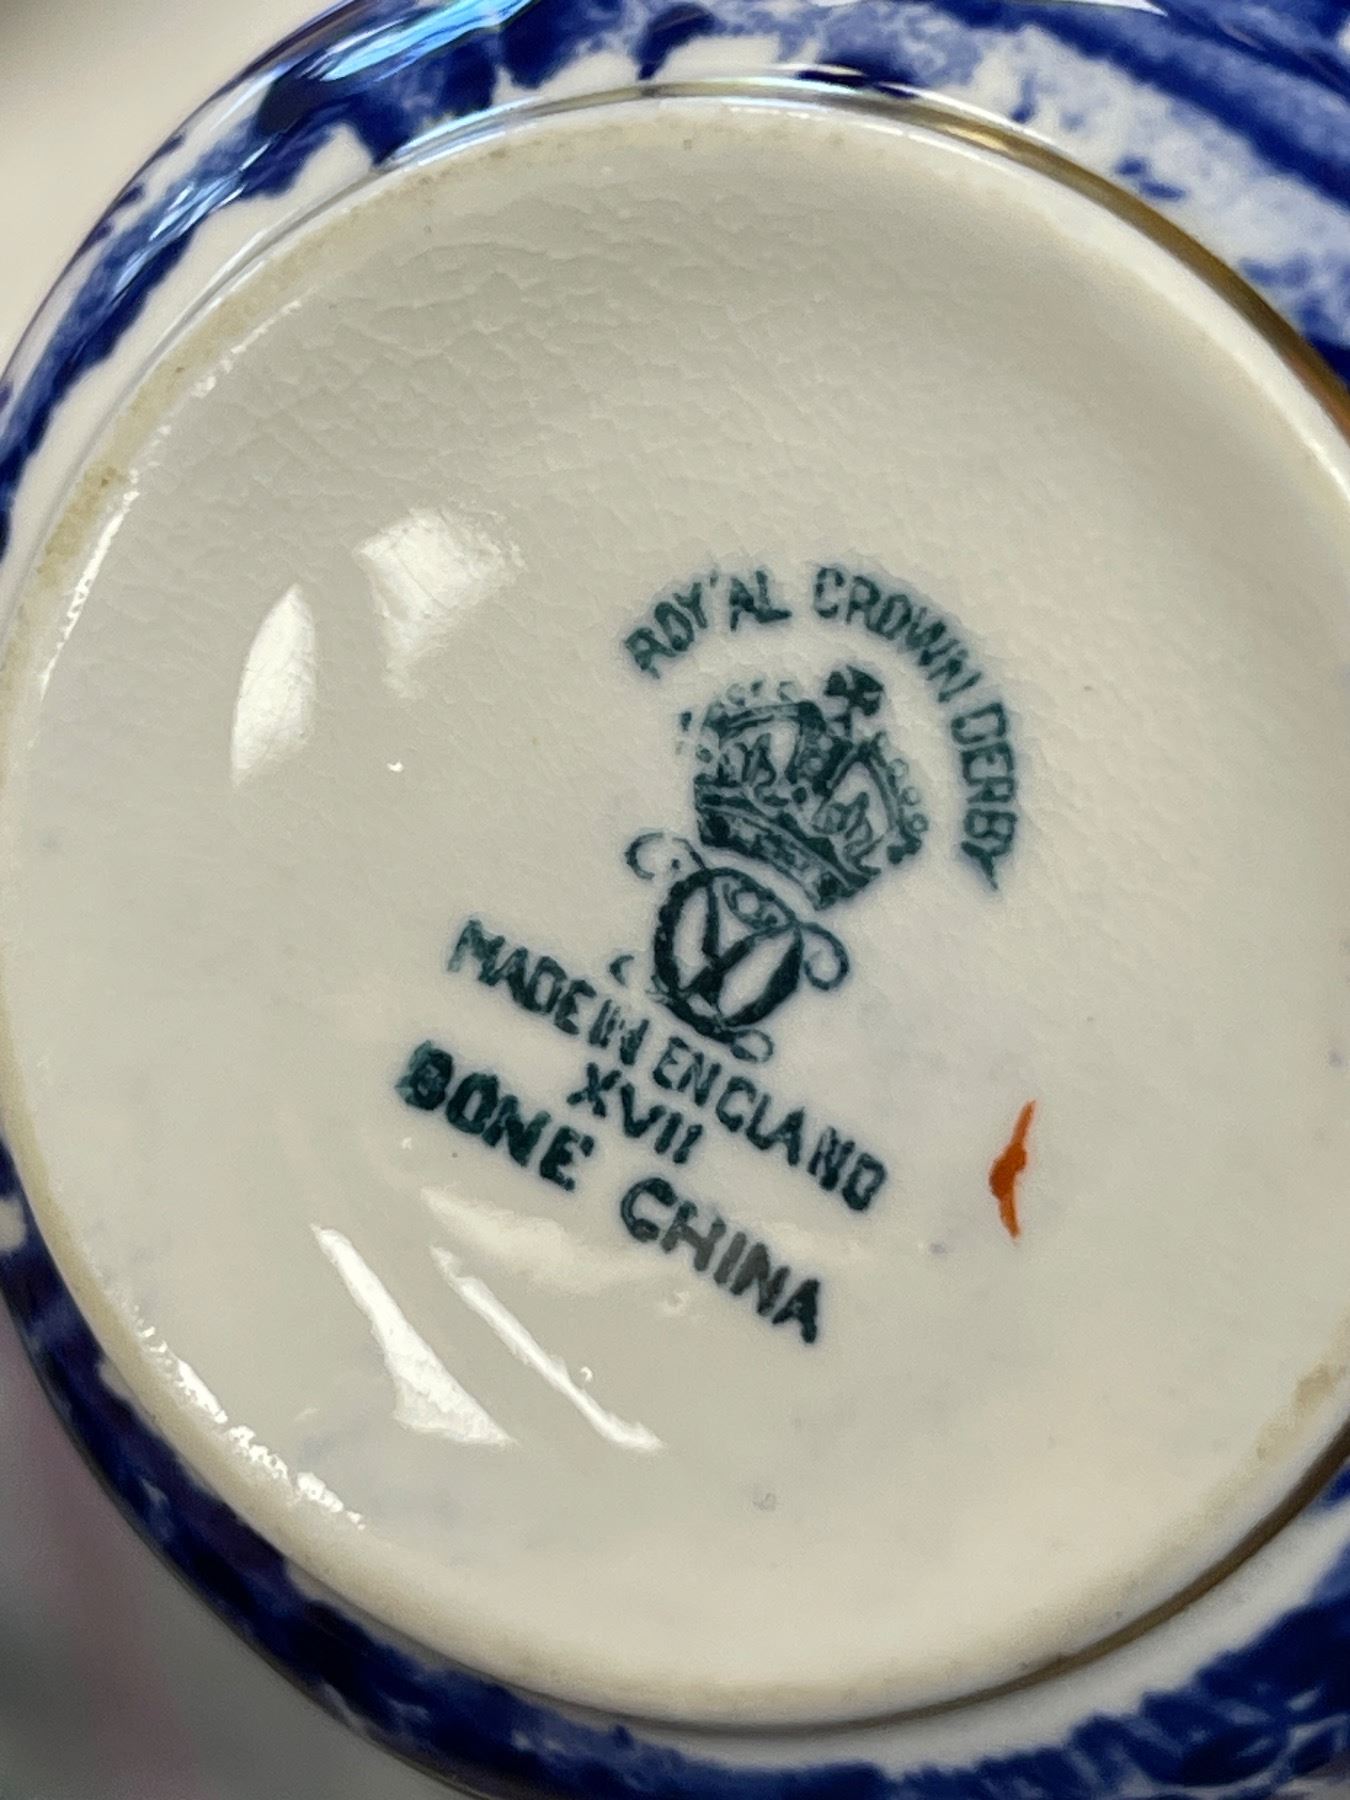 ROYAL CROWN DERBY
MADE IN ENGLAND
XVII
BONE CHINA